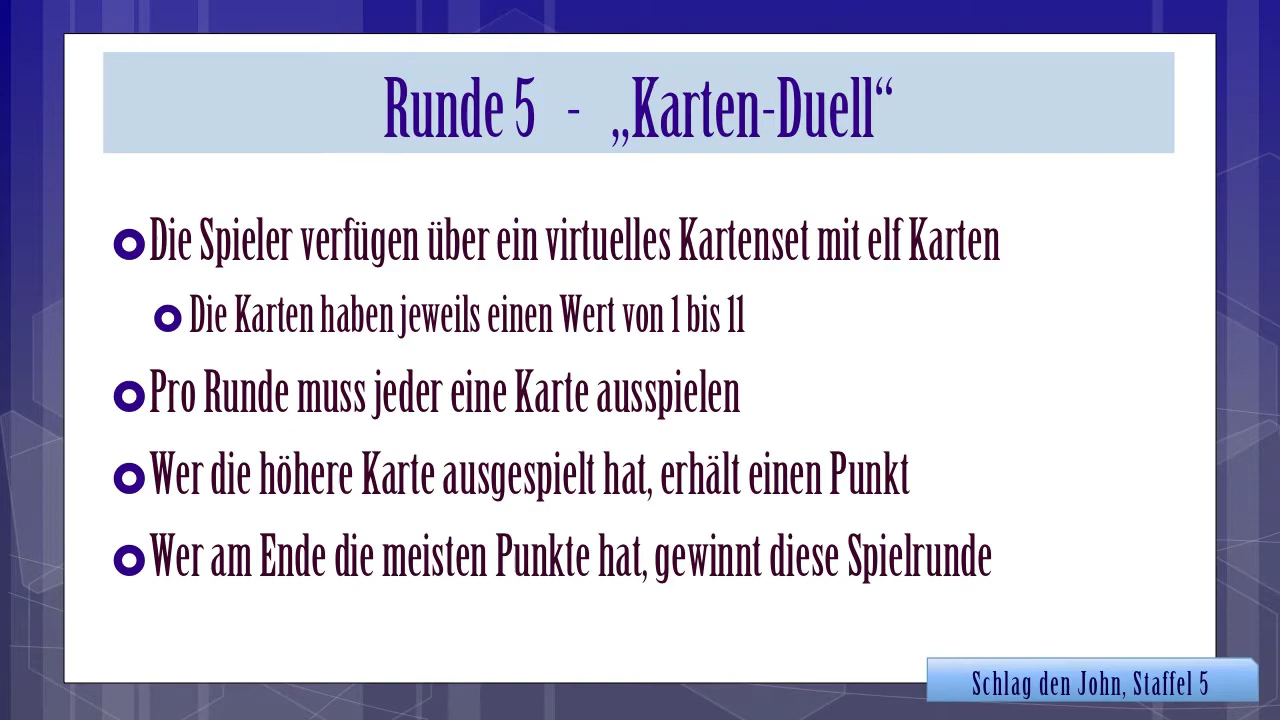 Runde 5 - „Karten-Duell“
Die Spieler verfügen über ein virtuelles Kartenset mit elf Karten
Die Karten haben jeweils einen Wert von 1 bis 11
Pro Runde muss jeder eine Karte ausspielen
Wer die höhere Karte ausgespielt hat, erhält einen Punkt
Wer am Ende die meisten Punkte hat, gewinnt diese Spielrunde
Schlag den John, Staffel 5